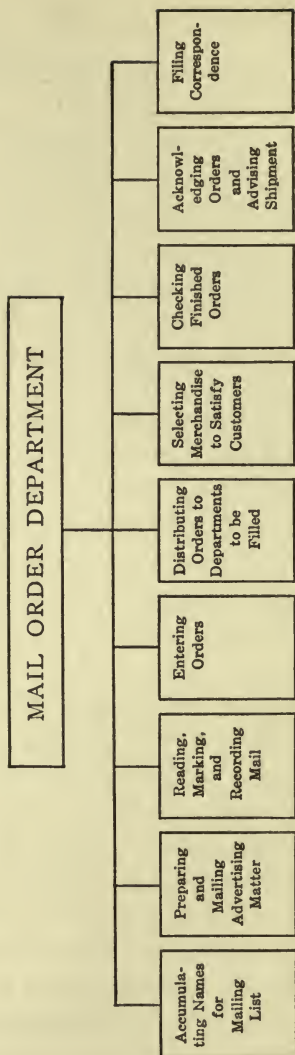 MAIL ORDER DEPARTMENT
Accumula-
ting Names
for
Mailing
List
Preparing
and
Mailing
Advertising
Matter
Reading,
Marking,
and
Recording
Mail
Entering
Orders
Distributing
Orders to
Departments
to be
Filled
Selecting
Merchandise
to Satisfy
Customers
Checking
Finished
Orders
Acknowl-
edging
Orders
and
Advising
Shipment
Filing
Correspon-
dence